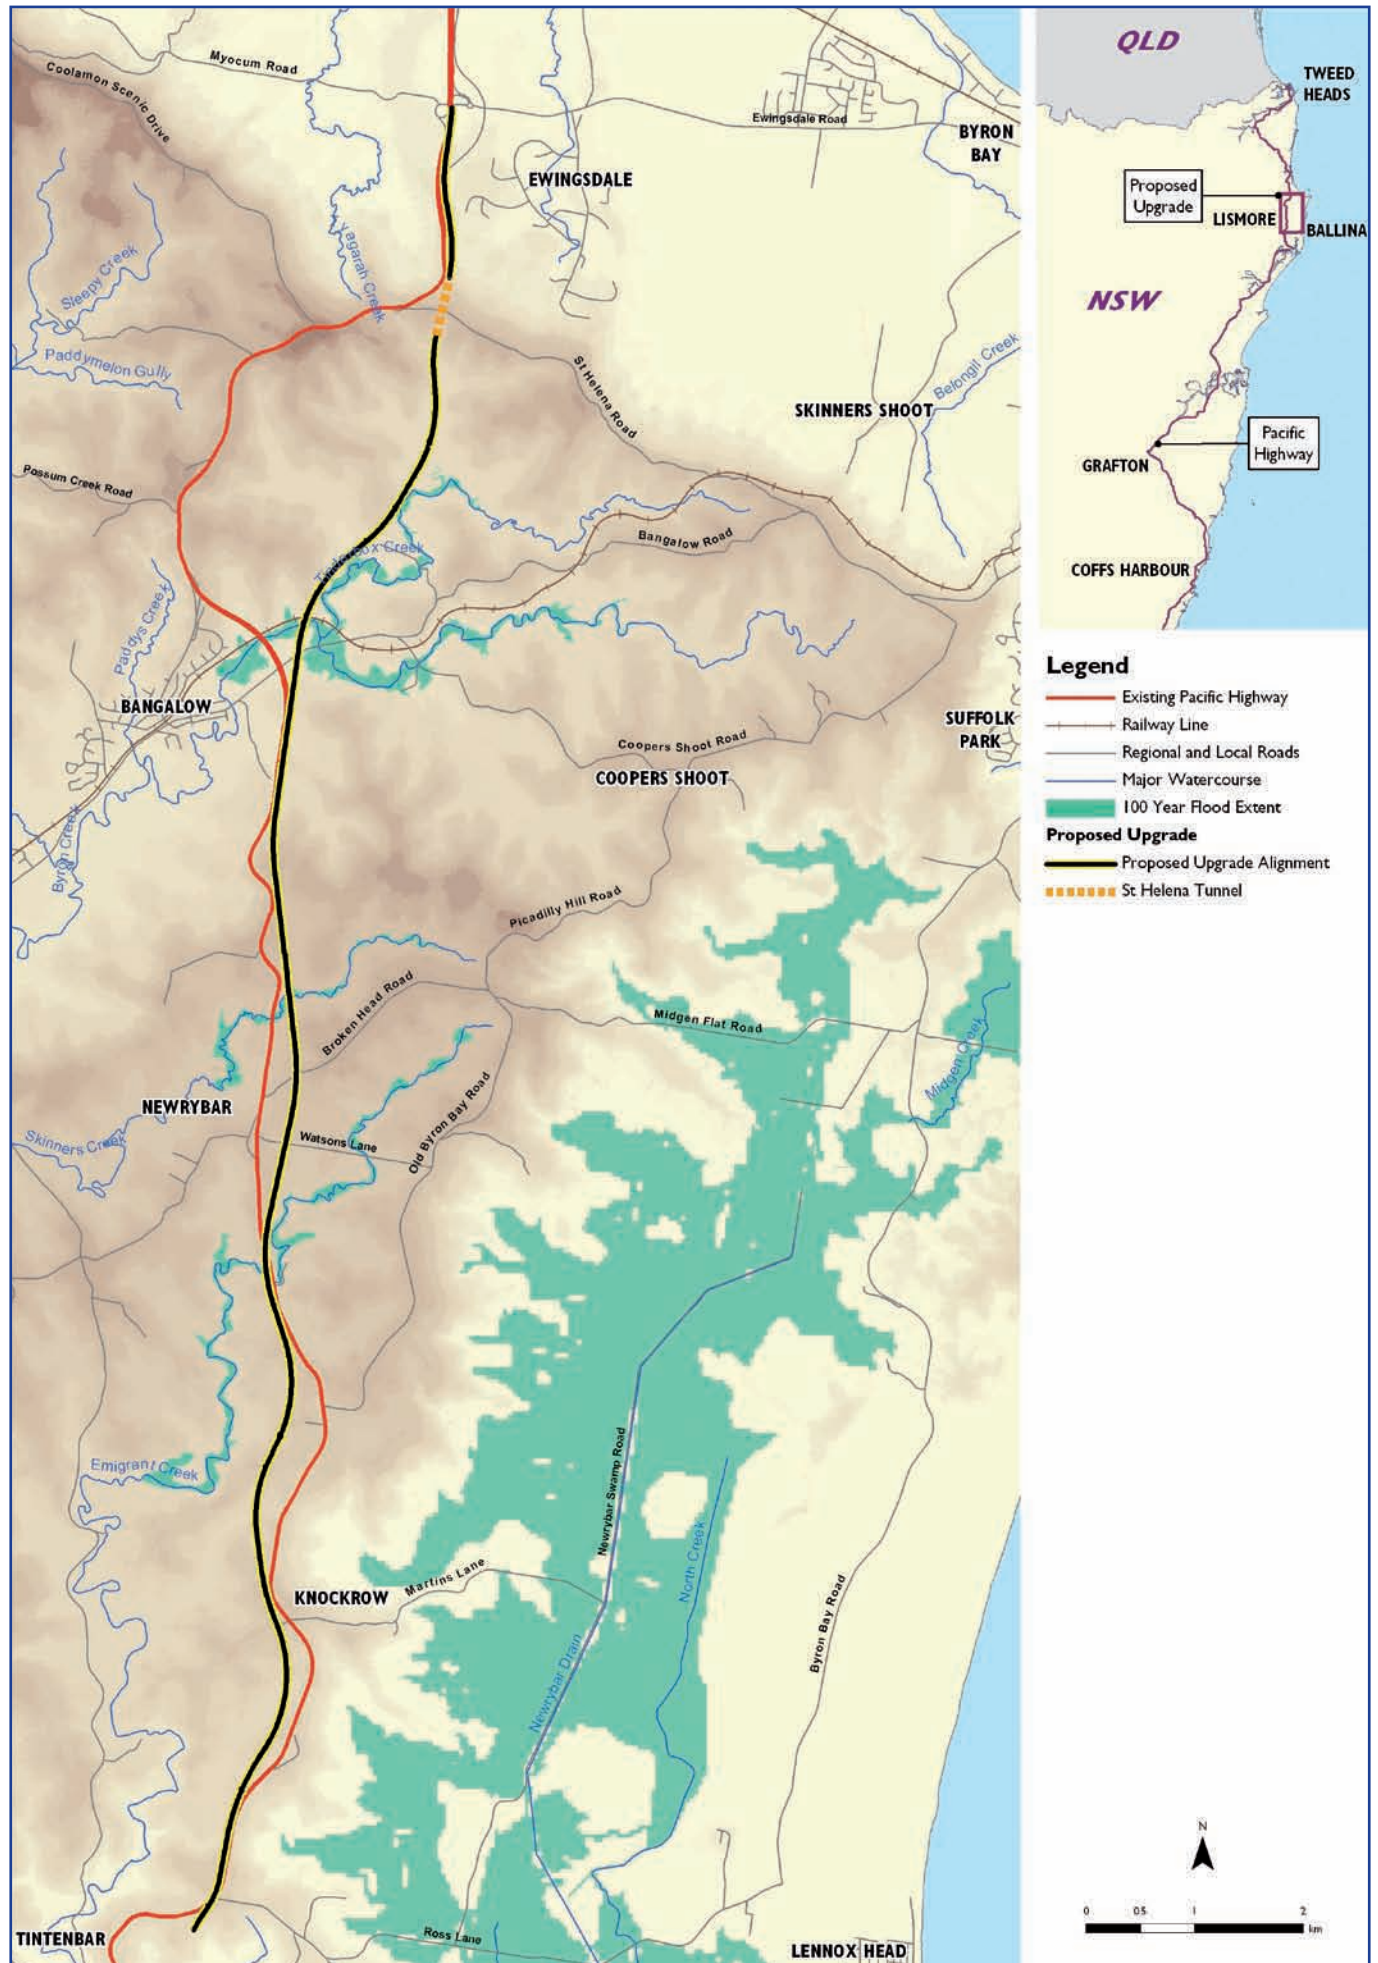 Myocum Road
Coolamon Scenic Drive
Ewingsdale Road
BYRON
BAY
EWINGSDALE
Yagarah Creek
Sleepy Creek
Paddymelon Gully
St Helena Road
Belongil Creek
SKINNERS SHOOT
Possum Creek Road
Bangalow Road
Tinderbox Creek
Paddys Creek
BANGALOW
SUFFOLK
PARK
Coopers Shoot Road
COOPERS SHOOT
Byron Creek
Picadilly Hill Road
Broken Head Road
Midgen Flat Road
Midgen Creek
NEWRYBAR
Old Byron Bay Road
Skinners Creek
Watsons Lane
Emigrant Creek
Newrybar Swamp Road
North Creek
KNOCKROW
Martins Lane
Byron Bay Road
Newrybar Drain
TINTENBAR
Ross Lane
LENNOX HEAD
QLD
TWEED
HEADS
Proposed
Upgrade
LISMORE
BALLINA
NSW
Pacific
Highway
GRAFTON
COFFS HARBOUR
Legend
Existing Pacific Highway
Railway Line
Regional and Local Roads
Major Watercourse
100 Year Flood Extent
Proposed Upgrade
Proposed Upgrade Alignment
St Helena Tunnel
N
0 0.5 1 2
km